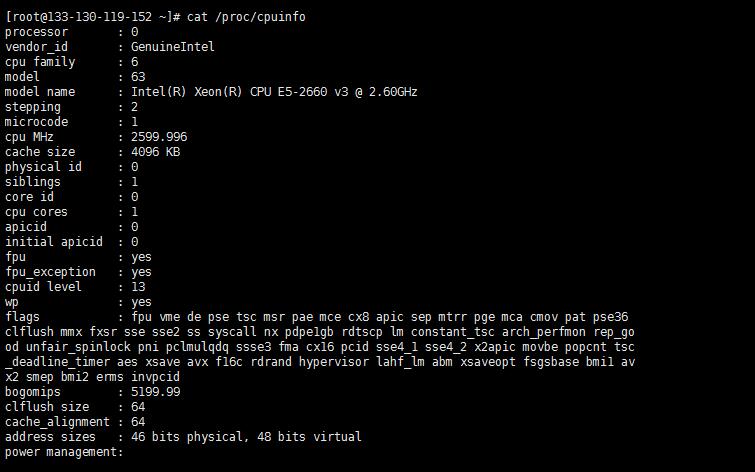 [root@133-130-119-152 ~]# cat /proc/cpuinfo
processor : 0
vendor_id : GenuineIntel
cpu family : 6
model : 63
model name : Intel(R) Xeon(R) CPU E5-2660 v3 @ 2.60GHz
stepping : 2
microcode : 1
cpu MHz : 2599.996
cache size : 4096 KB
physical id : 0
siblings : 1
core id : 0
cpu cores : 1
apicid : 0
initial apicid : 0
fpu : yes
fpu_exception : yes
cpuid level : 13
wp : yes
flags : fpu vme de pse tsc msr pae mce cx8 apic sep mtrr pge mca cmov pat pse36
clflush mmx fxsr sse sse2 ss syscall nx pdpe1gb rdtscp lm constant_tsc arch_perfmon rep_go
od unfair_spinlock pni pclmulqdq ssse3 fma cx16 pcid sse4_1 sse4_2 x2apic movbe popcnt tsc
_deadline_timer aes xsave avx f16c rdrand hypervisor lahf_lm abm xsaveopt fsgsbase bmi1 av
x2 smep bmi2 erms invpcid
bogomips : 5199.99
clflush size : 64
cache_alignment : 64
address sizes : 46 bits physical, 48 bits virtual
power management: